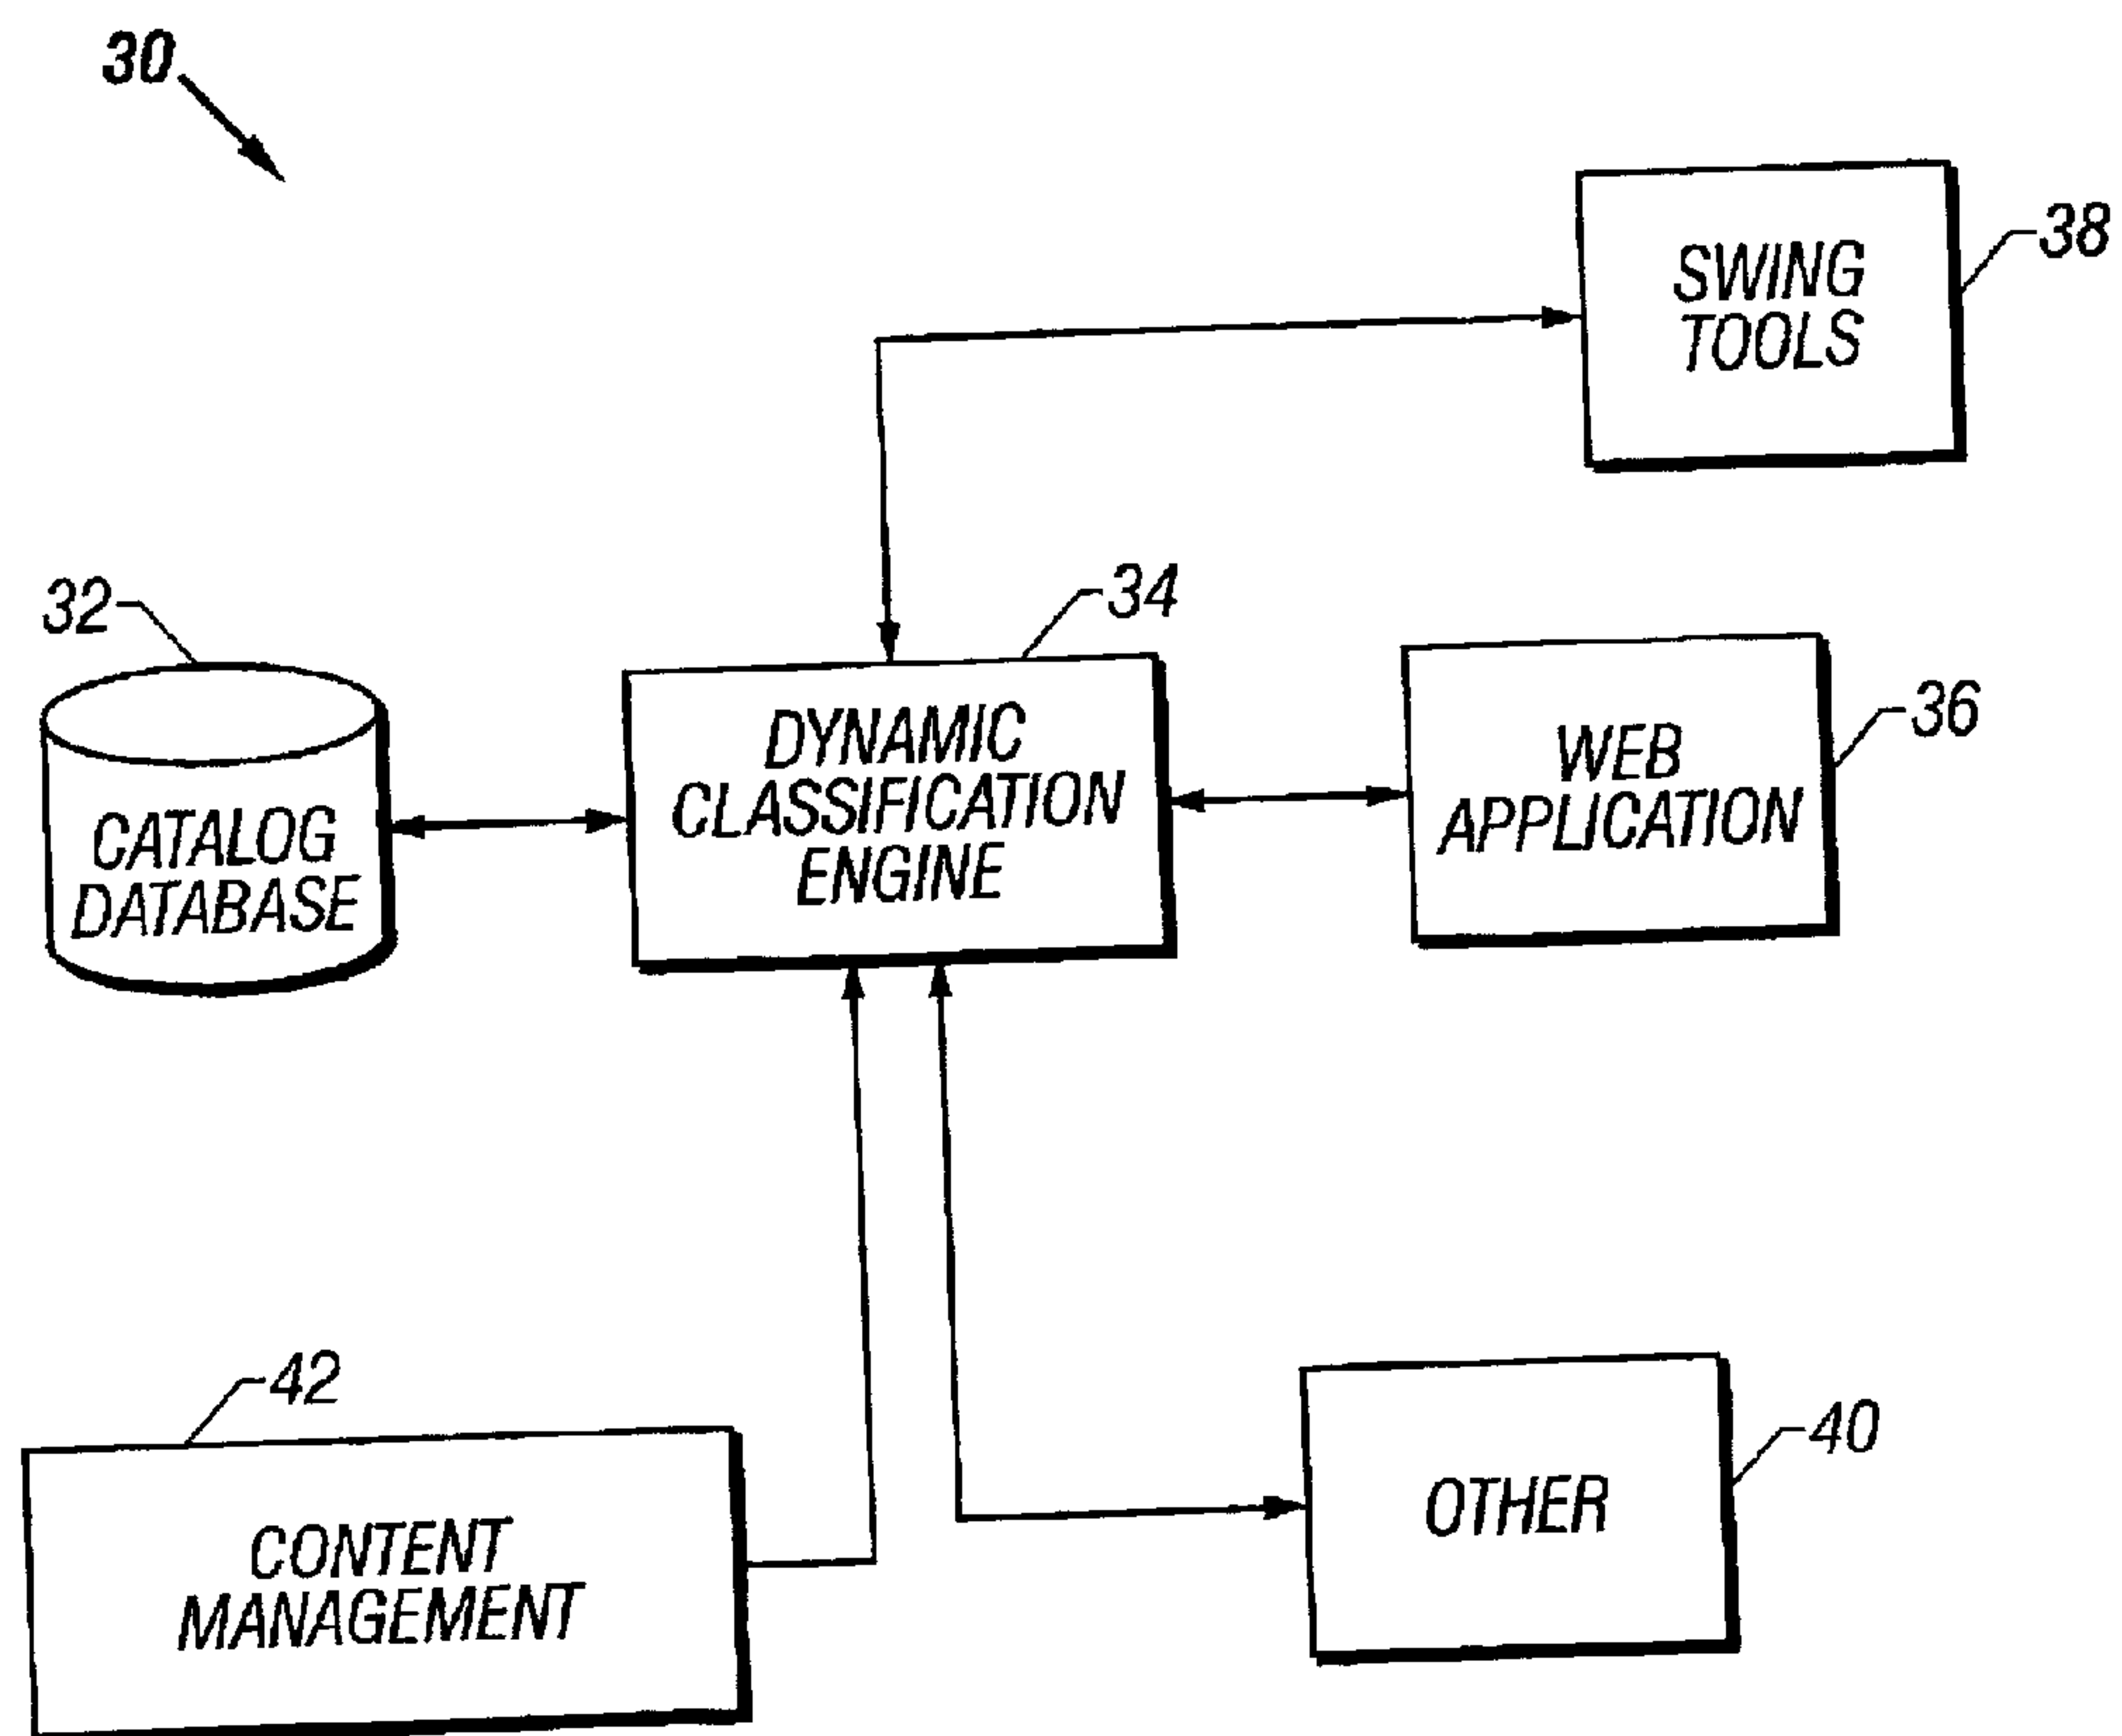 30
SWING
TOOLS
38
32
34
CATALOG
DATABASE
DYNAMIC
CLASSIFICATION
ENGINE
WEB
APPLICATION
36
42
CONTENT
MANAGEMENT
OTHER
40